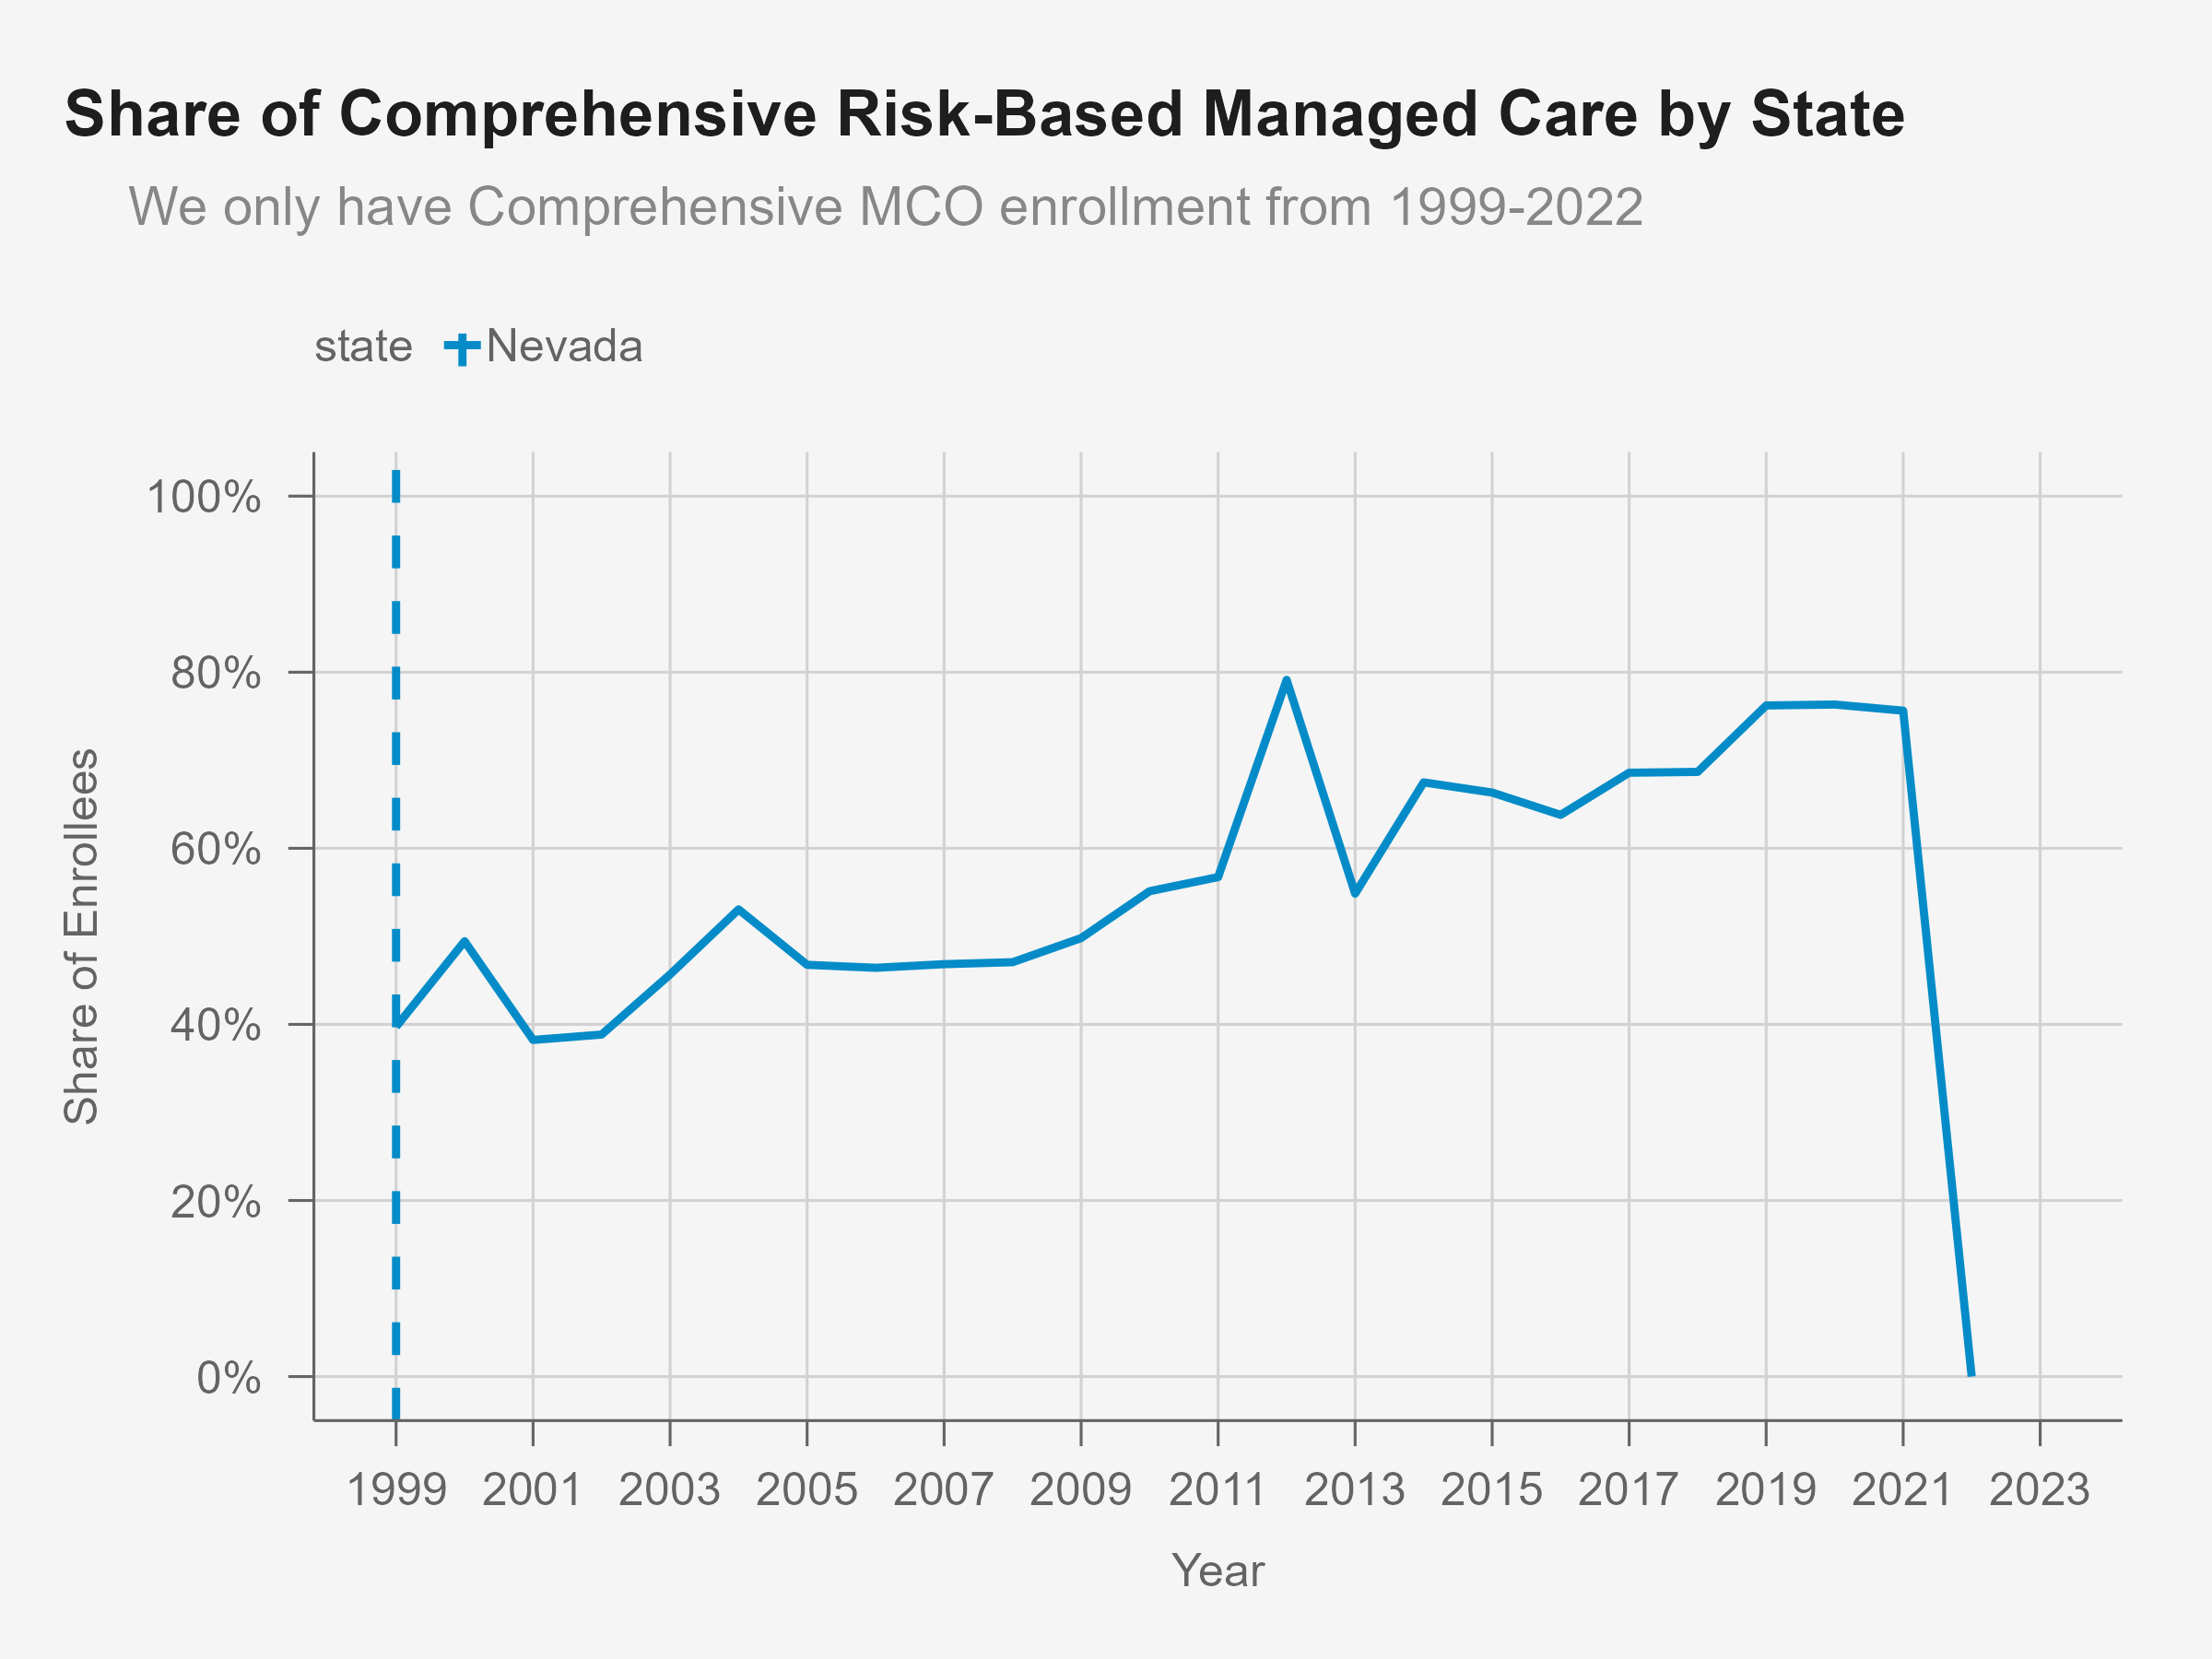 Share of Comprehensive Risk-Based Managed Care by State
We only have Comprehensive MCO enrollment from 1999-2022
state Nevada
100%
80%
60%
40%
20%
0%
Share of Enrollees
1999 2001 2003 2005 2007 2009 2011 2013 2015 2017 2019 2021 2023
Year